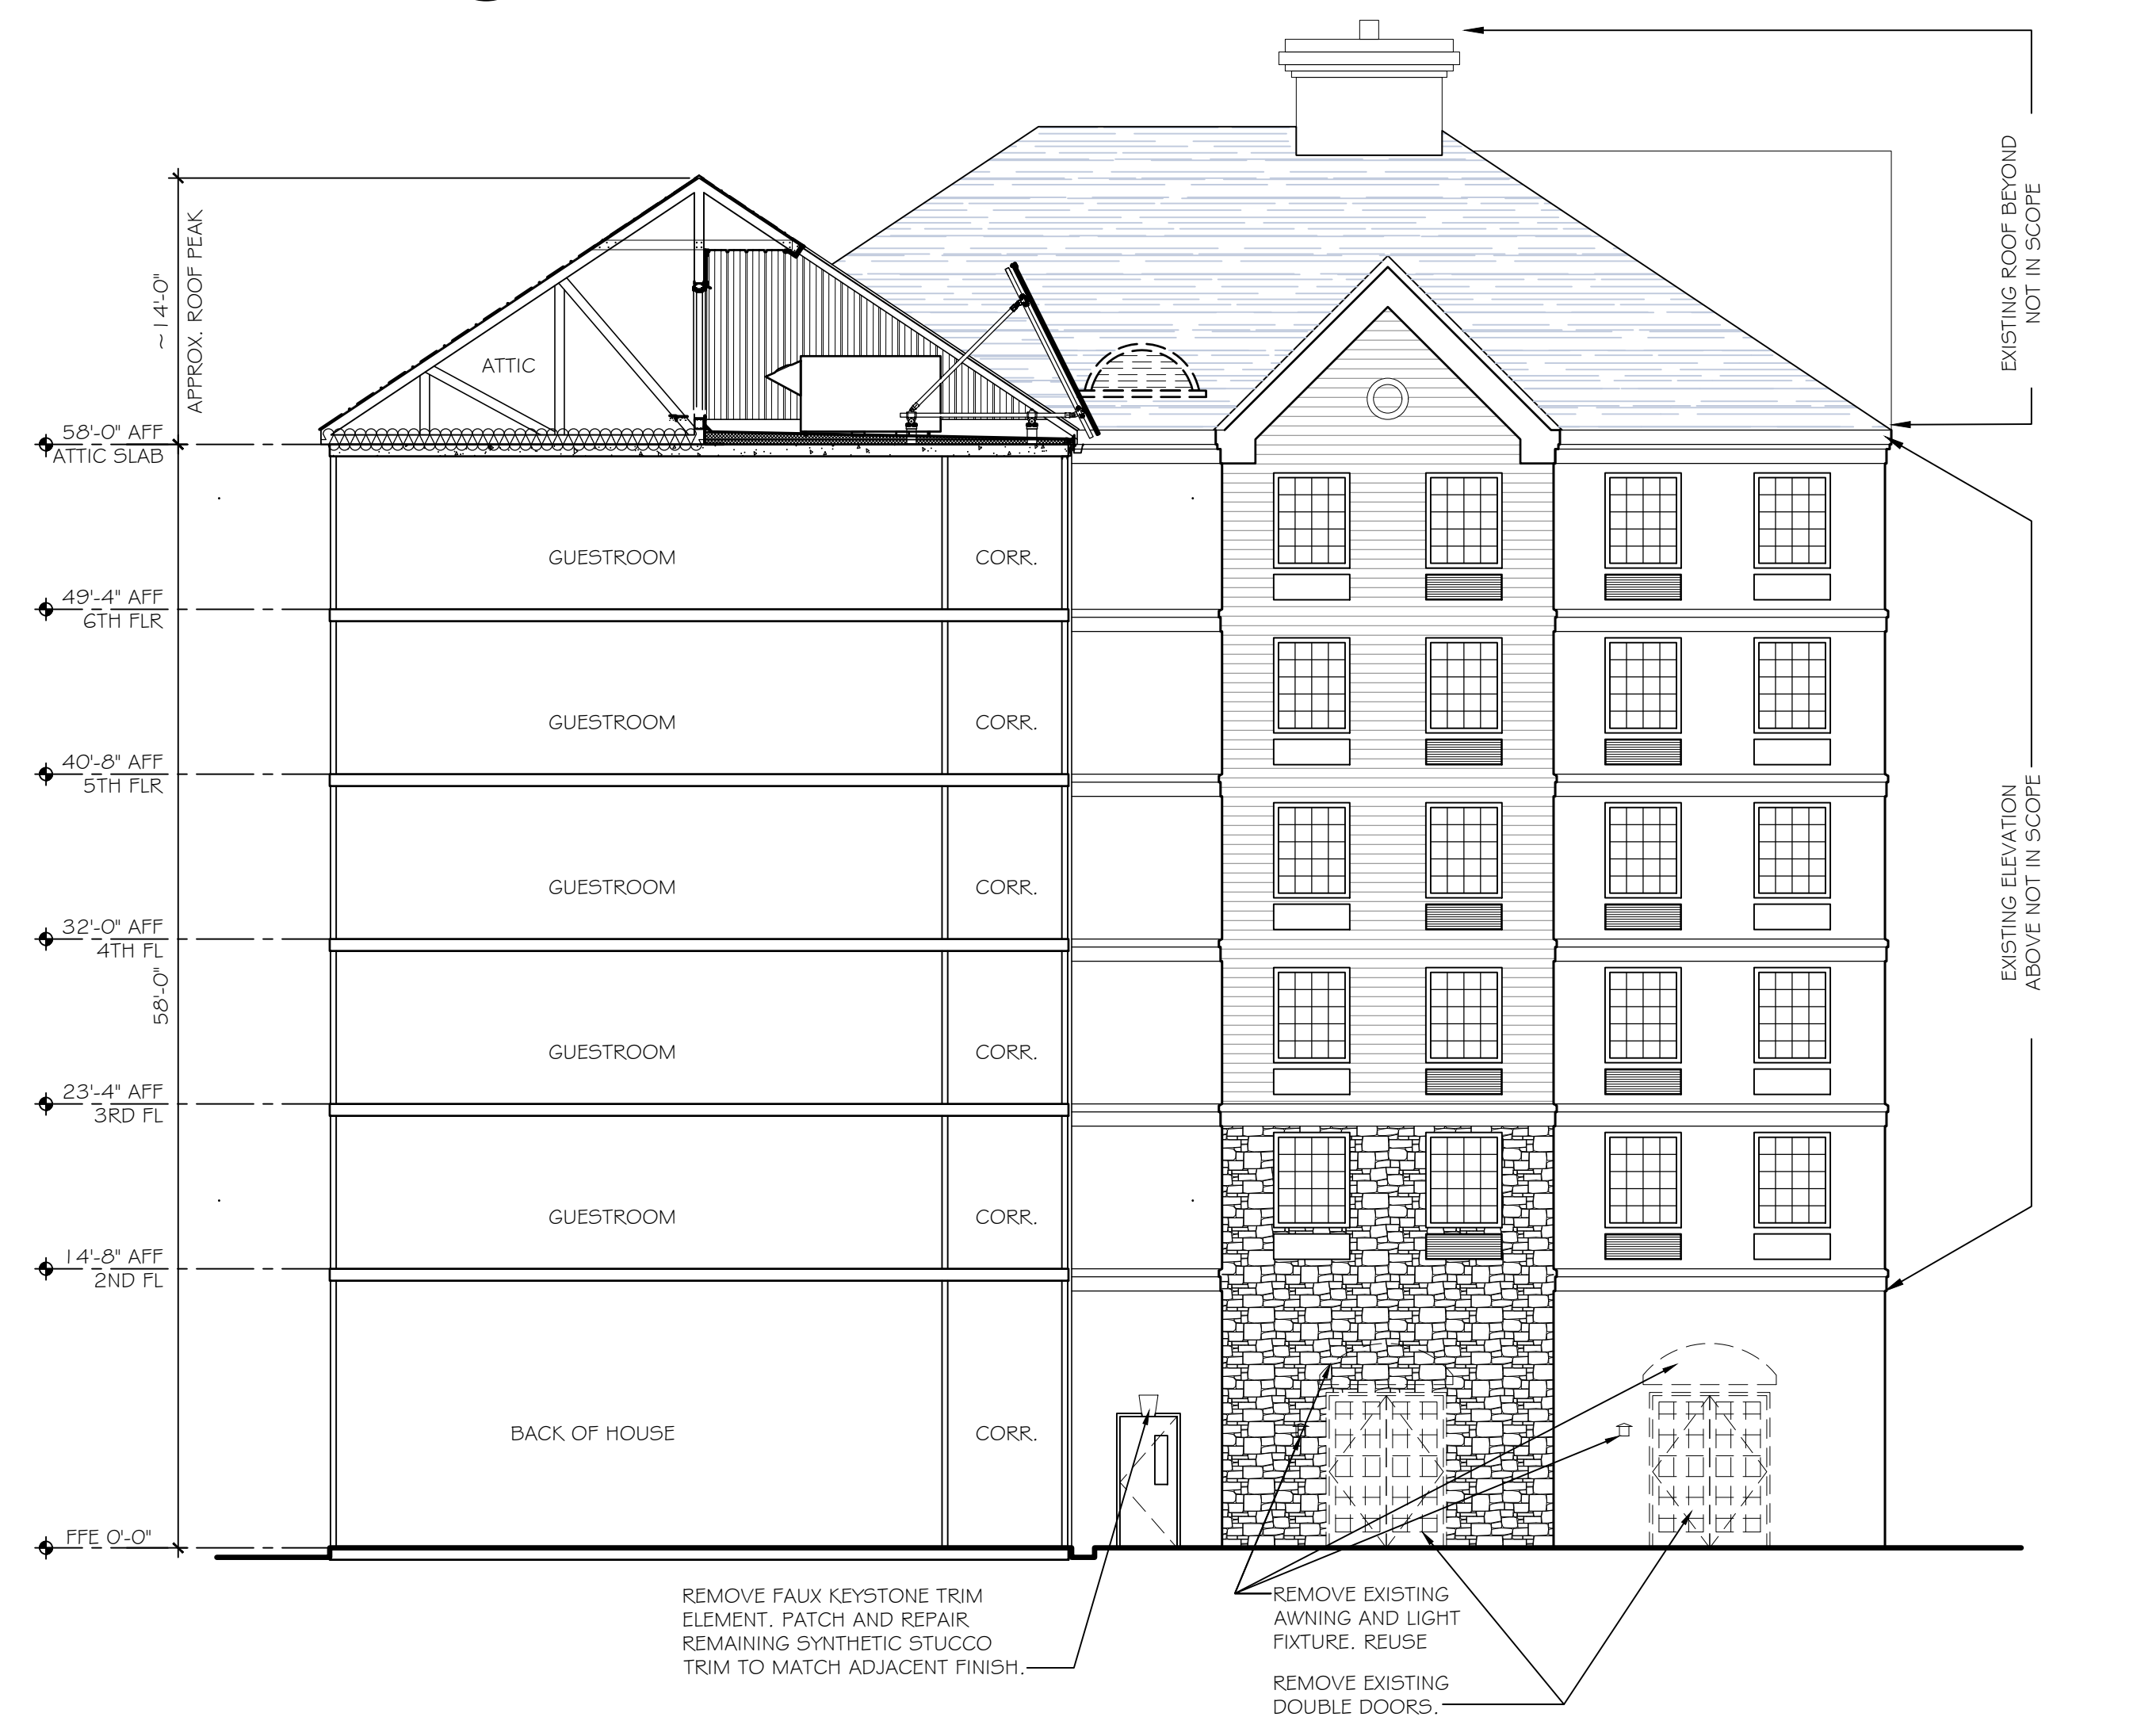 ~14'-0"
APPROX. ROOF PEAK
EXISTING ROOF BEYOND
NOT IN SCOPE
ATTIC
58'-0" AFF
ATTIC SLAB
GUESTROOM
CORR.
49'-4" AFF
6TH FLR
GUESTROOM
CORR.
40'-8" AFF
5TH FLR
GUESTROOM
CORR.
EXISTING ELEVATION
ABOVE NOT IN SCOPE
32'-0" AFF
4TH FL
58'-0"
GUESTROOM
CORR.
23'-4" AFF
3RD FL
GUESTROOM
CORR.
14'-8" AFF
2ND FL
BACK OF HOUSE
CORR.
FFE 0'-0"
REMOVE FAUX KEYSTONE TRIM
ELEMENT. PATCH AND REPAIR
REMAINING SYNTHETIC STUCCO
TRIM TO MATCH ADJACENT FINISH.
REMOVE EXISTING
AWNING AND LIGHT
FIXTURE. REUSE
REMOVE EXISTING
DOUBLE DOORS.